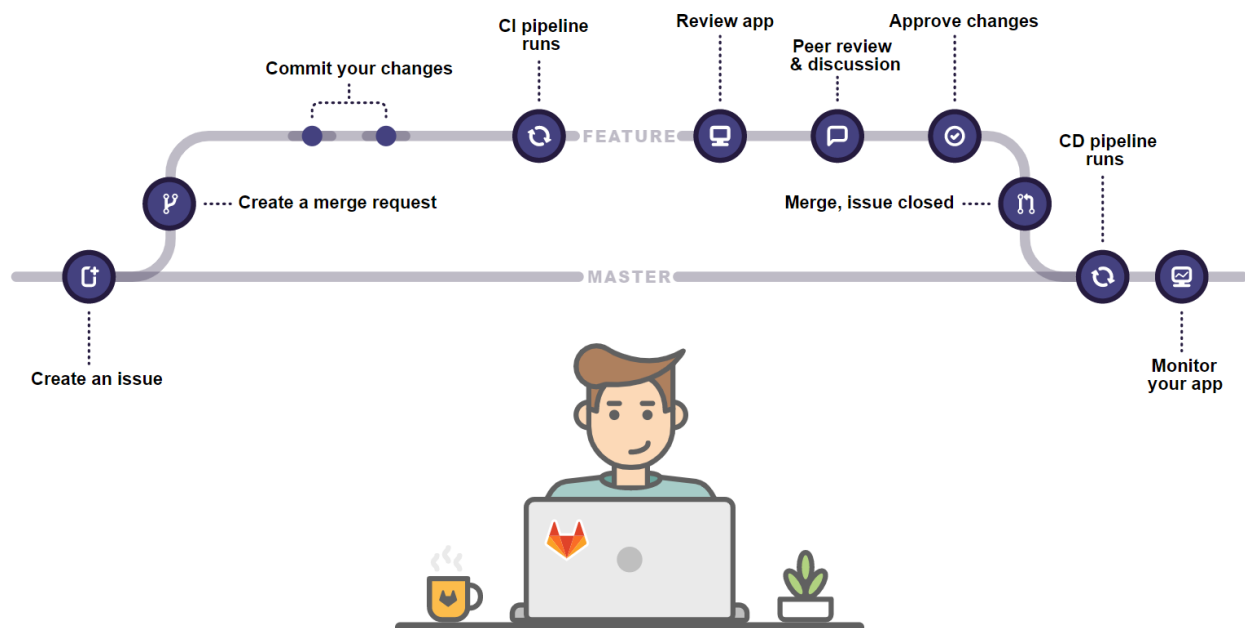 CI pipeline
runs
Review app
Approve changes
Peer review
& discussion
Commit your changes
FEATURE
CD pipeline
runs
Create a merge request
Merge, issue closed
MASTER
Create an issue
Monitor
your app